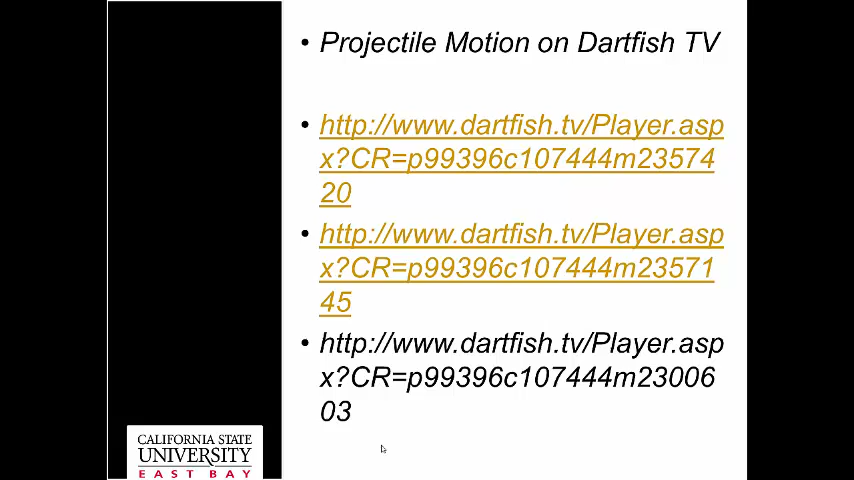 • Projectile Motion on Dartfish TV
• http://www.dartfish.tv/Player.asp
x?CR=p99396c107444m23574
20
• http://www.dartfish.tv/Player.asp
x?CR=p99396c107444m23571
45
• http://www.dartfish.tv/Player.asp
x?CR=p99396c107444m23006
03
CALIFORNIA STATE
UNIVERSITY
EAST BAY